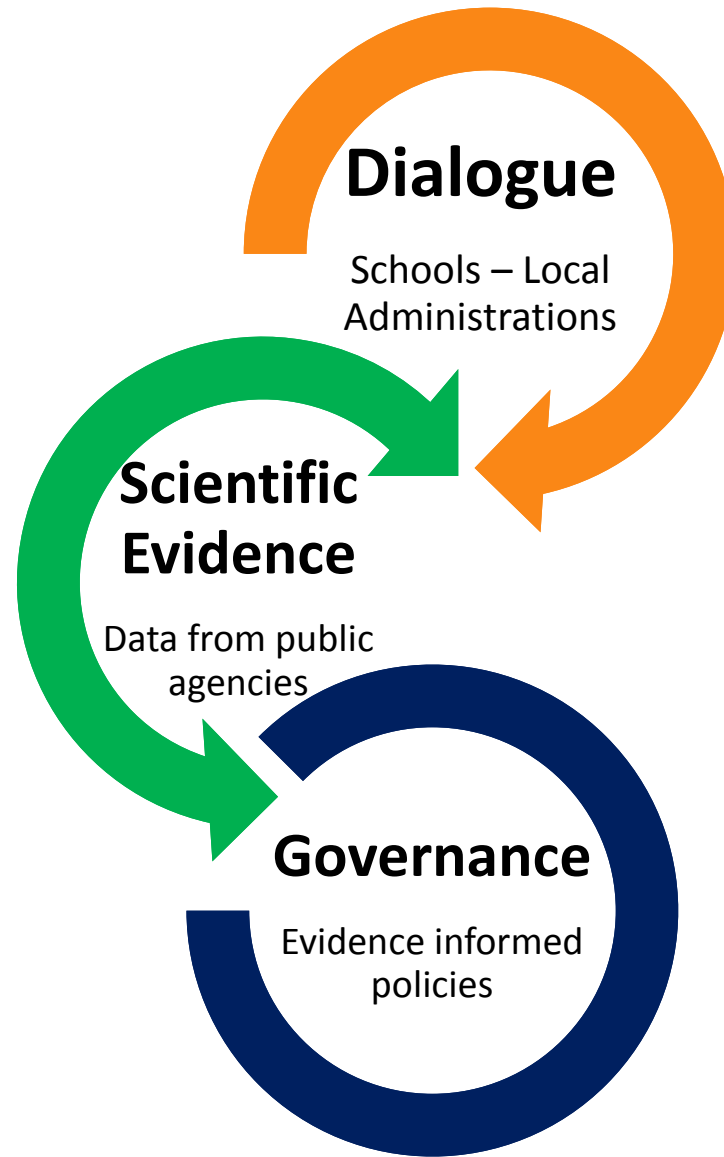 Dialogue
Schools – Local
Administrations
Scientific
Evidence
Data from public
agencies
Governance
Evidence informed
policies